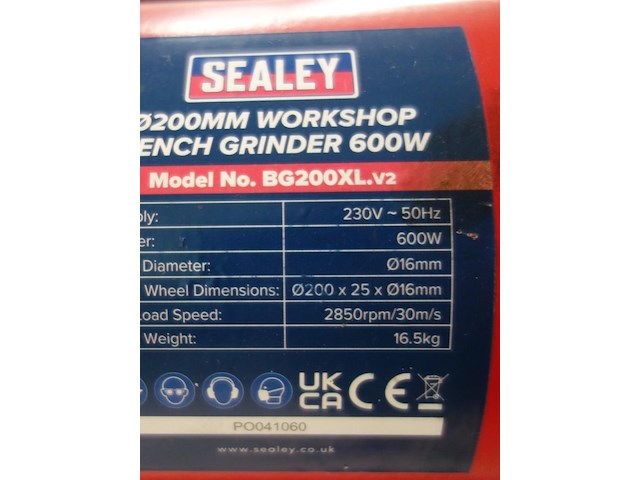 SEALEY
Ø200MM WORKSHOP
ENCH GRINDER 600W
Model No. BG200XL.V2
ly: 230V ~ 50Hz
er: 600W
Diameter: Ø16mm
Wheel Dimensions: Ø200 x 25 x Ø16mm
Load Speed: 2850rpm/30m/s
Weight: 16.5kg
UK
CA CE
PO041060
www.sealey.co.uk